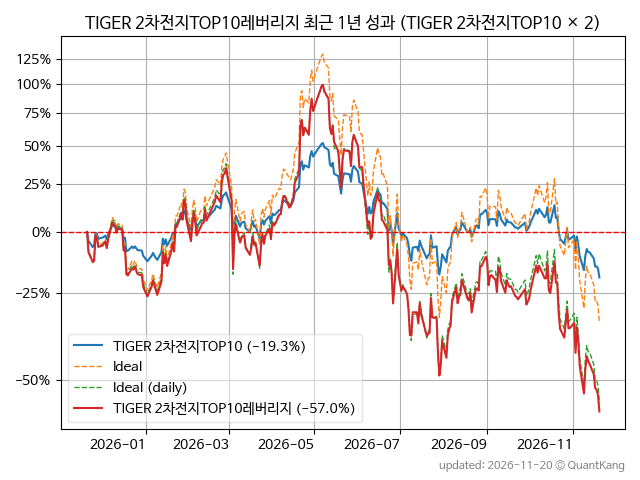 TIGER 2차전지TOP10레버리지 최근 1년 성과 (TIGER 2차전지TOP10 × 2)
125%
100%
75%
50%
25%
0%
−25%
−50%
TIGER 2차전지TOP10 (−19.3%)
Ideal
Ideal (daily)
TIGER 2차전지TOP10레버리지 (−57.0%)
2026-01 2026-03 2026-05 2026-07 2026-09 2026-11
updated: 2026-11-20 © QuantKang